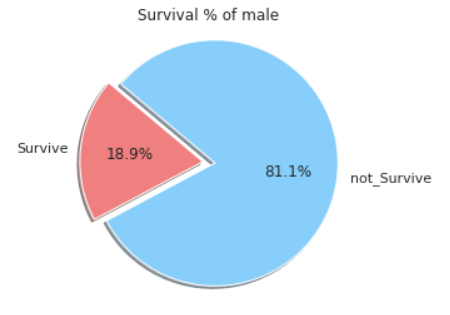 Survival % of male
Survive
18.9%
81.1%
not_Survive